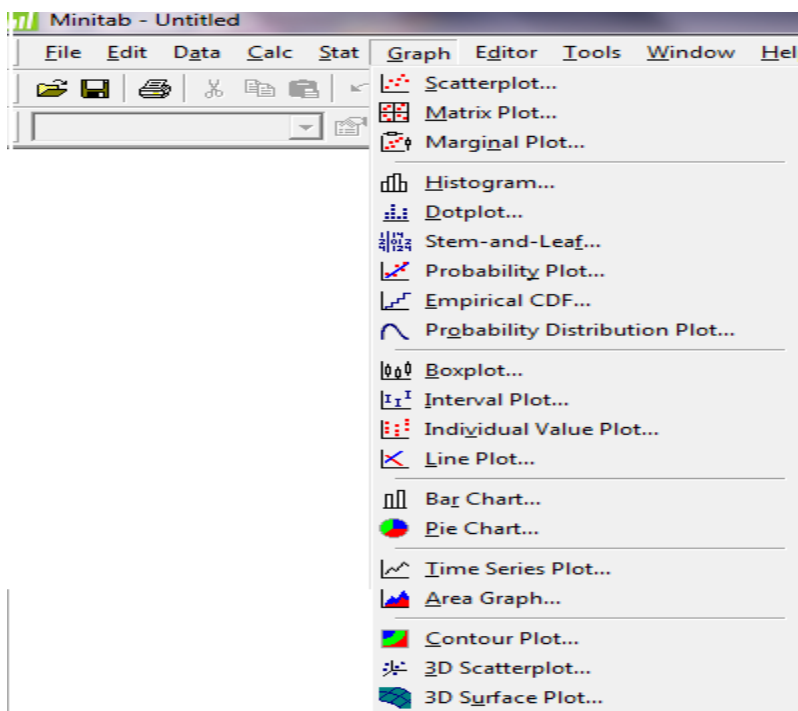 Minitab - Untitled
File Edit Data Calc Stat Graph Editor Tools Window Hel
Scatterplot...
Matrix Plot...
Marginal Plot...
Histogram...
Dotplot...
Stem-and-Leaf...
Probability Plot...
Empirical CDF...
Probability Distribution Plot...
Boxplot...
Interval Plot...
Individual Value Plot...
Line Plot...
Bar Chart...
Pie Chart...
Time Series Plot...
Area Graph...
Contour Plot...
3D Scatterplot...
3D Surface Plot...